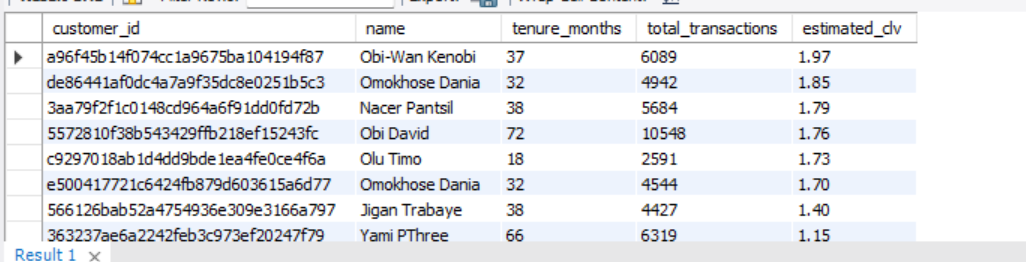 customer_id name tenure_months total_transactions estimated_clv
a96f45b14f074cc1a9675ba104194f87 Obi-Wan Kenobi 37 6089 1.97
de86441af0dc4a7a9f35dc8e0251b5c3 Omokhose Dania 32 4942 1.85
3aa79f2f1c0148cd964a6f91dd0fd72b Nacer Pantsil 38 5684 1.79
5572810f38b543429ffb218ef15243fc Obi David 72 10548 1.76
c9297018ab1d4dd9bde1ea4fe0ce4f6a Olu Timo 18 2591 1.73
e500417721c6424fb879d603615a6d77 Omokhose Dania 32 4544 1.70
566126bab52a4754936e309e3166a797 Jigan Trabaye 38 4427 1.40
363237ae6a2242feb3c973ef20247f79 Yami PThree 66 6319 1.15
Result 1